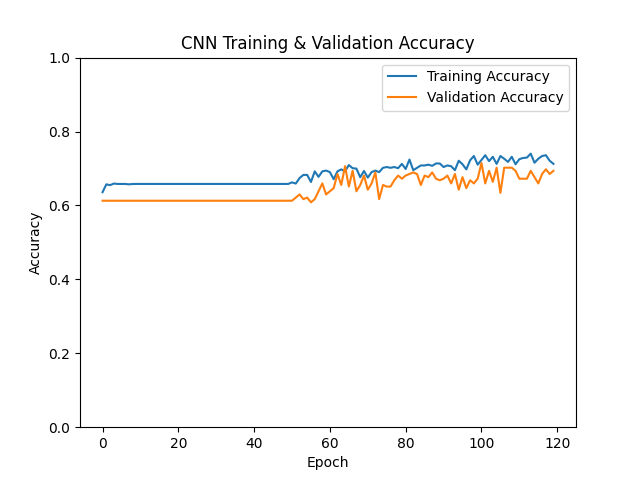 CNN Training & Validation Accuracy
Training Accuracy
Validation Accuracy
1.0
0.8
0.6
0.4
0.2
0.0
Accuracy
0 20 40 60 80 100 120
Epoch